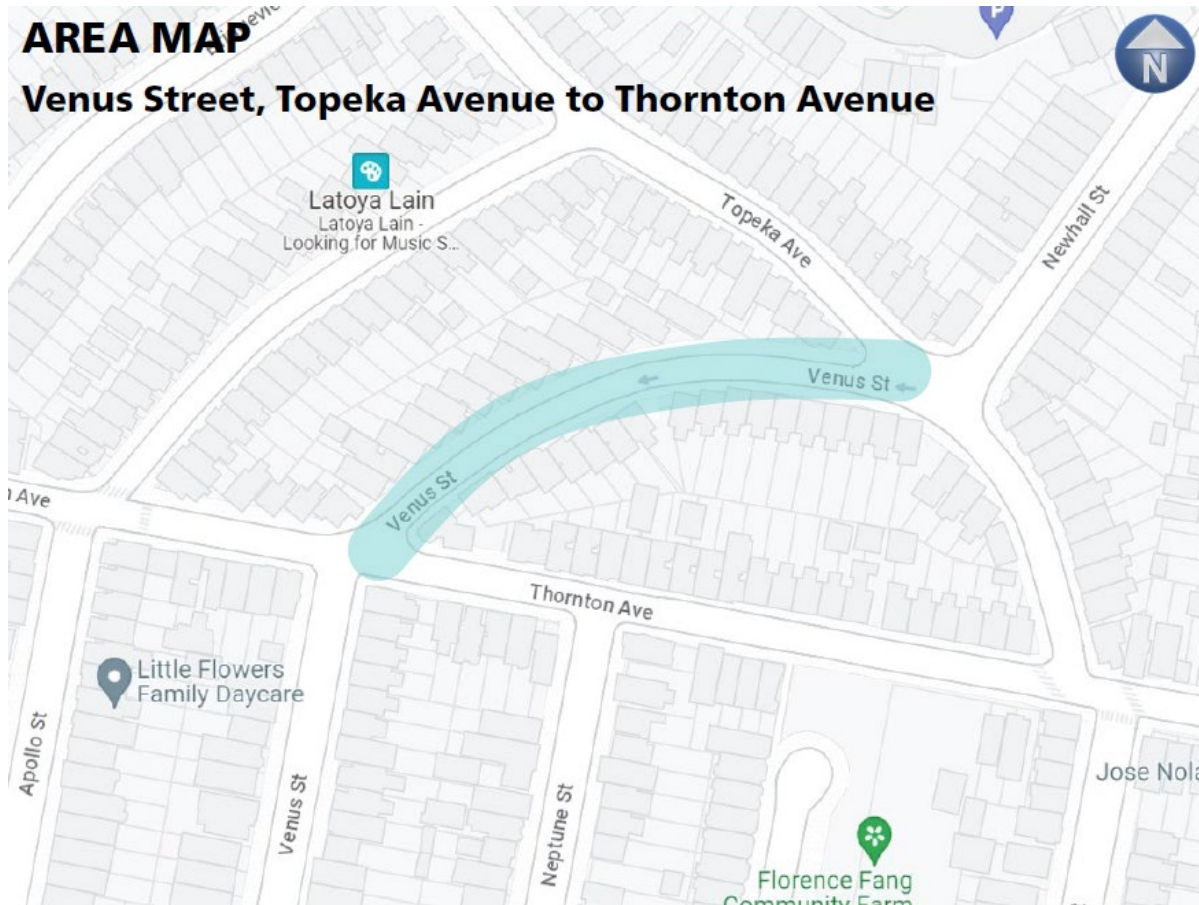 AREA MAP
Venus Street, Topeka Avenue to Thornton Avenue
P
N
Latoya Lain
Latoya Lain -
Looking for Music S...
Topeka Ave
Newhall St
Venus St
Venus St
Ave
Thornton Ave
Little Flowers
Family Daycare
Apollo St
Venus St
Neptune St
Jose Nola
Florence Fang
Community Farm